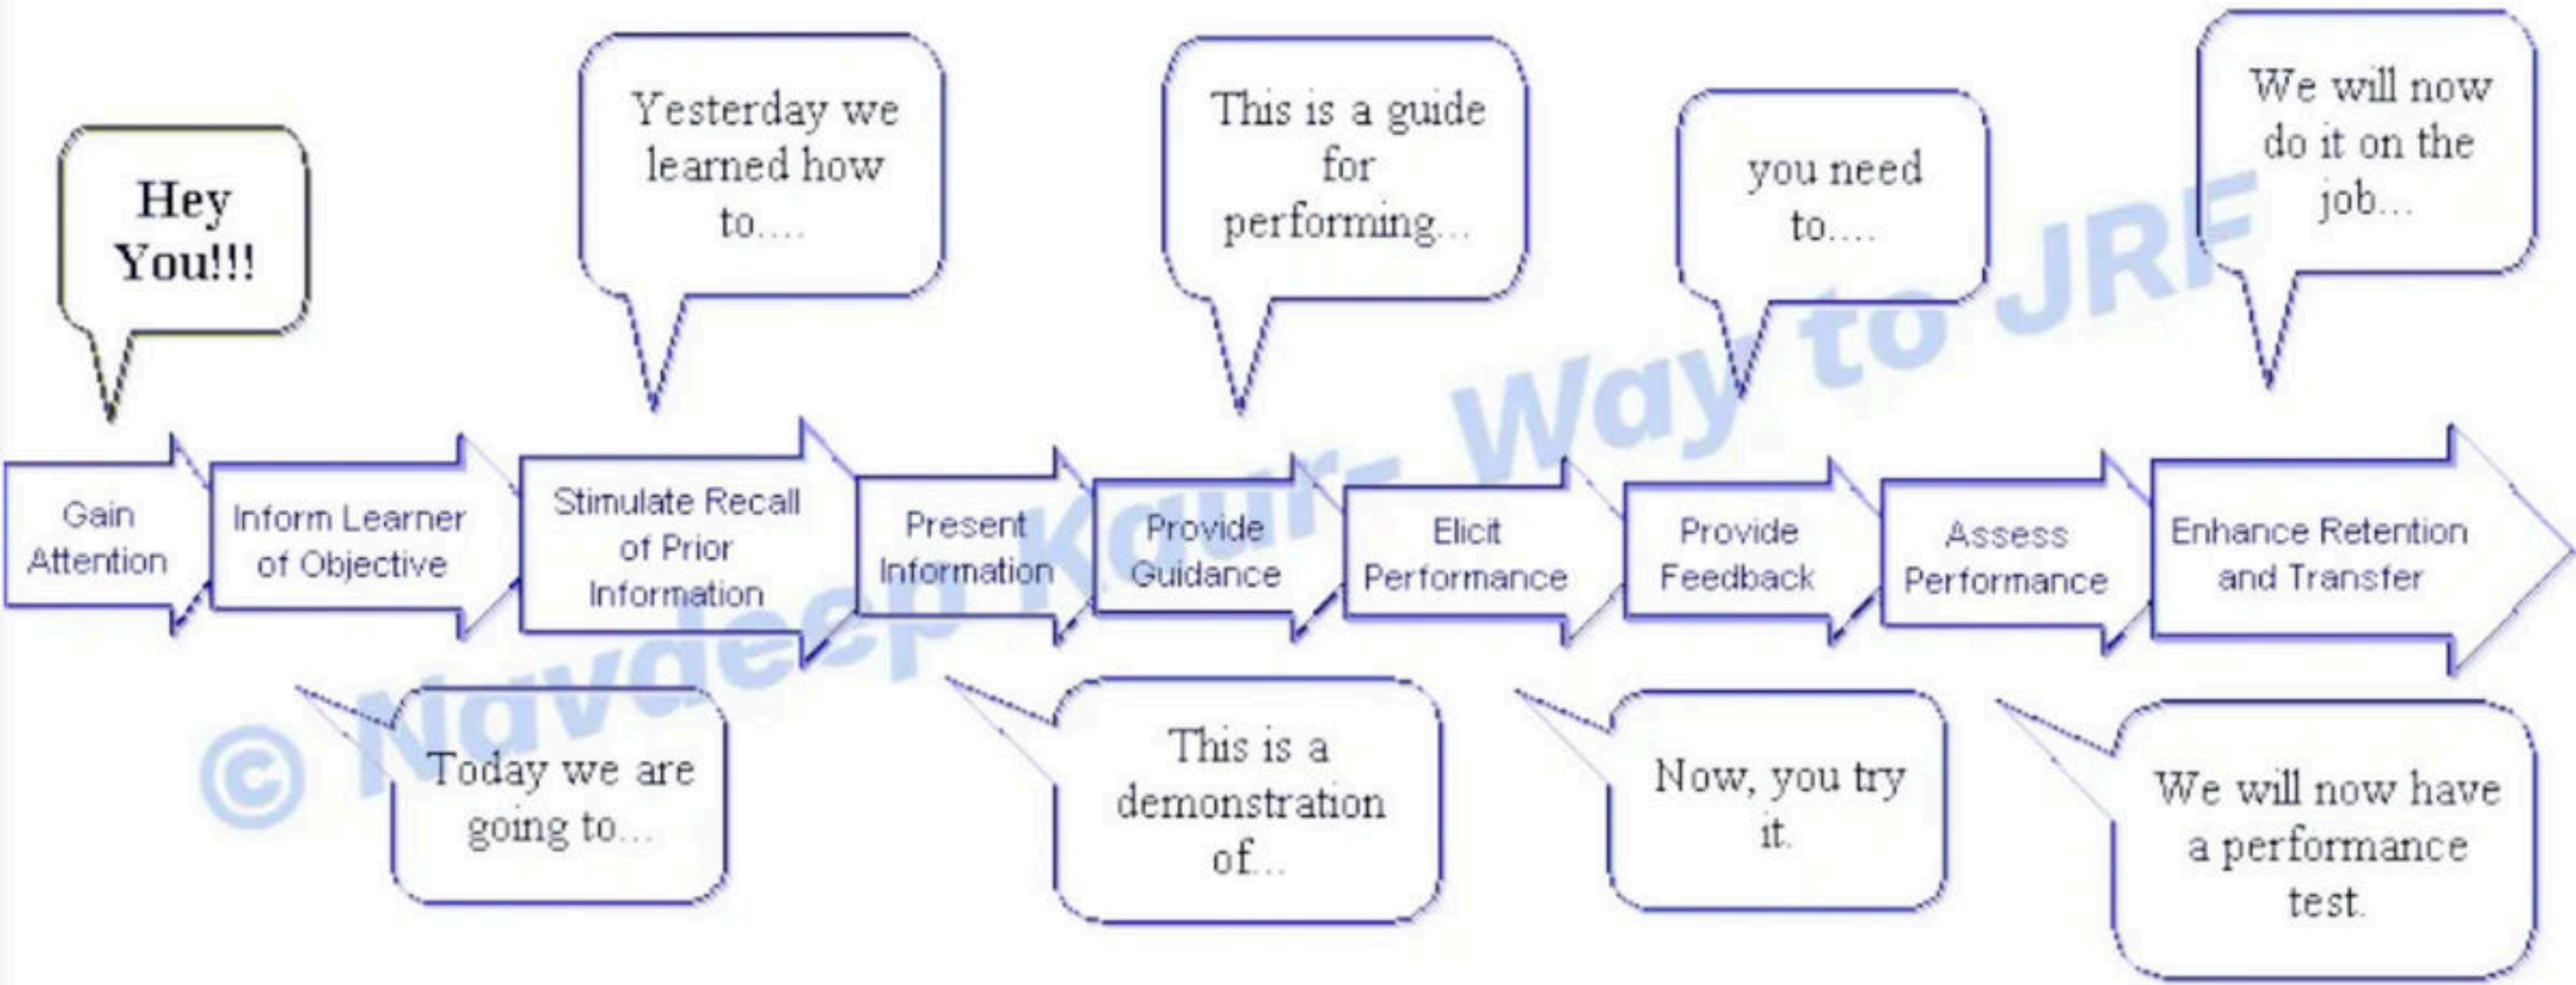 Hey
You!!!
Yesterday we
learned how
to....
This is a guide
for
performing...
you need
to....
We will now
do it on the
job...
Gain
Attention
Inform Learner
of Objective
Stimulate Recall
of Prior
Information
Present
Information
Provide
Guidance
Elicit
Performance
Provide
Feedback
Assess
Performance
Enhance Retention
and Transfer
Today we are
going to...
This is a
demonstration
of...
Now, you try
it.
We will now have
a performance
test.
© Navdeep Kaur- Way to JRF